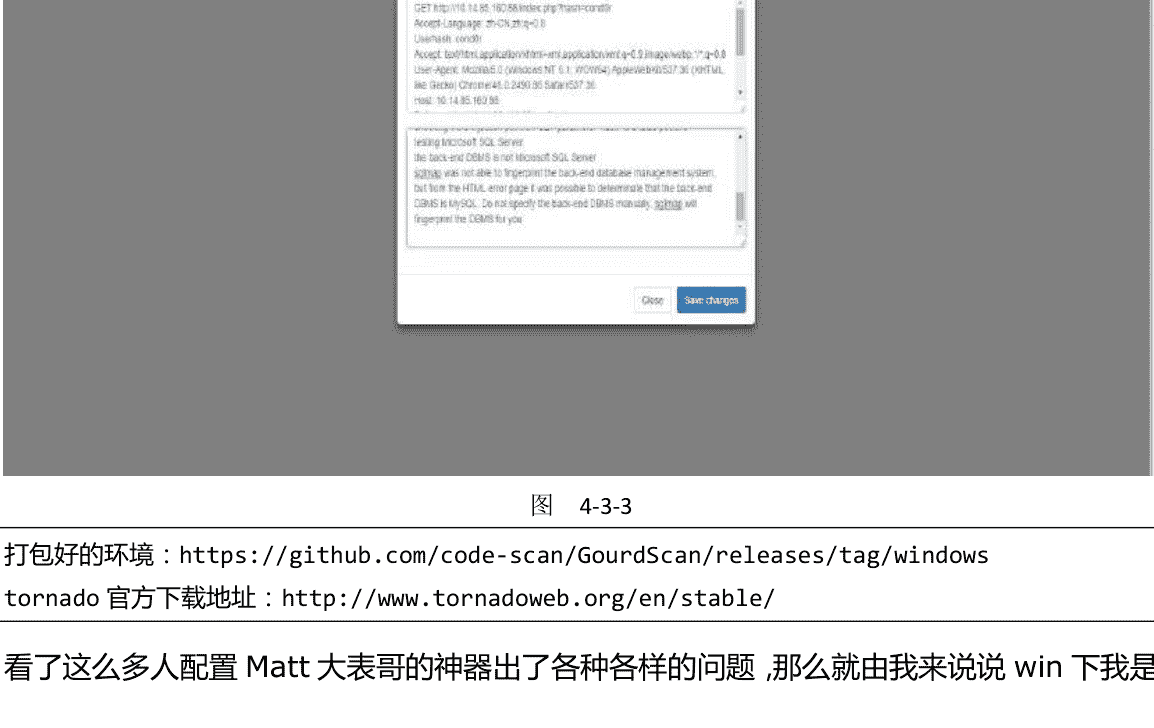 GET http://10.14.85.160:86/index.php?hash=cond0r
Accept-Language: zh-CN,zh;q=0.8
Userhash: cond0r
Accept: text/html,application/xhtml+xml,application/xml;q=0.9,image/webp,*/*;q=0.8
User-Agent: Mozilla/5.0 (Windows NT 6.1; WOW64) AppleWebKit/537.36 (KHTML,
like Gecko) Chrome/46.0.2490.86 Safari/537.36
testing Microsoft SQL Server
the back-end DBMS is not Microsoft SQL Server
sqlmap was not able to fingerprint the back-end database management system,
but from the HTML error page it was possible to determinate that the back-end
DBMS is MySQL. Do not specify the back-end DBMS manually, sqlmap will
fingerprint the DBMS for you
Close Save changes
图 4-3-3
打包好的环境：https://github.com/code-scan/GourdScan/releases/tag/windows
tornado 官方下载地址：http://www.tornadoweb.org/en/stable/
看了这么多人配置 Matt 大表哥的神器出了各种各样的问题 ,那么就由我来说说 win 下我是